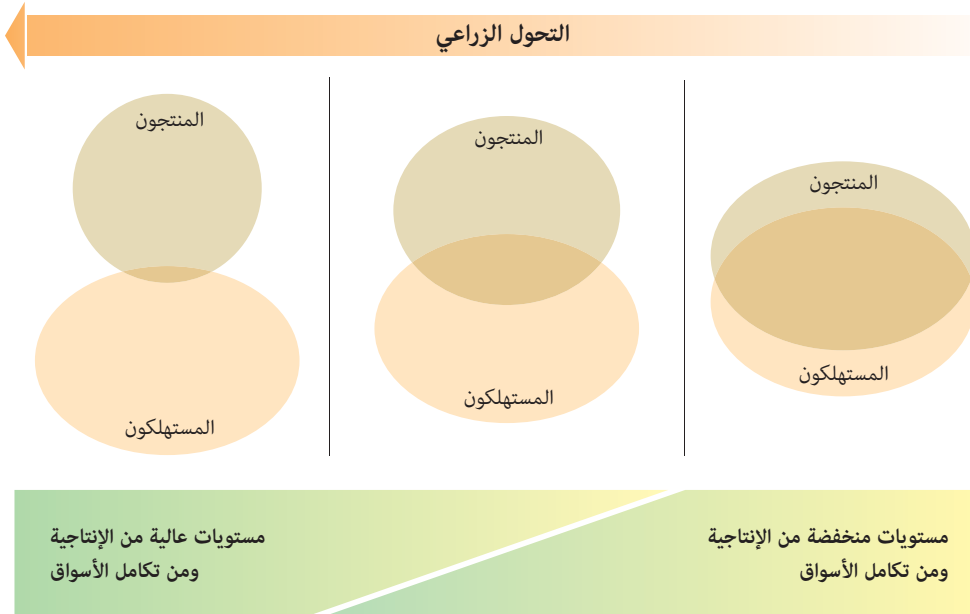 التحول الزراعي
المنتجون
المستهلكون
المنتجون
المستهلكون
المنتجون
المستهلكون
مستويات منخفضة من الإنتاجية
ومن تكامل الأسواق
مستويات عالية من الإنتاجية
ومن تكامل الأسواق